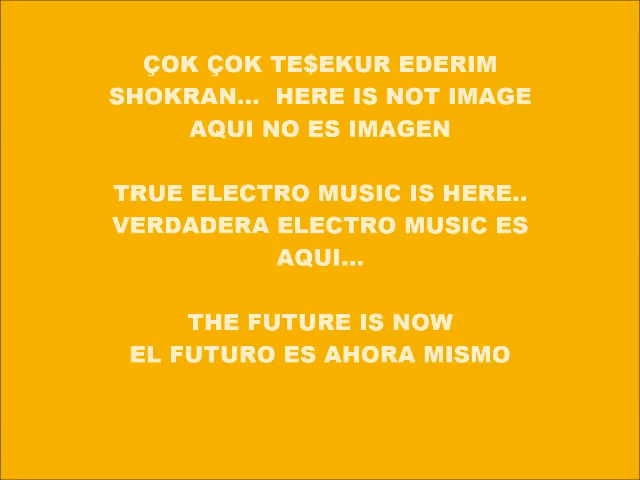 ÇOK ÇOK TE$EKUR EDERIM
SHOKRAN... HERE IS NOT IMAGE
AQUI NO ES IMAGEN
TRUE ELECTRO MUSIC IS HERE..
VERDADERA ELECTRO MUSIC ES
AQUI...
THE FUTURE IS NOW
EL FUTURO ES AHORA MISMO